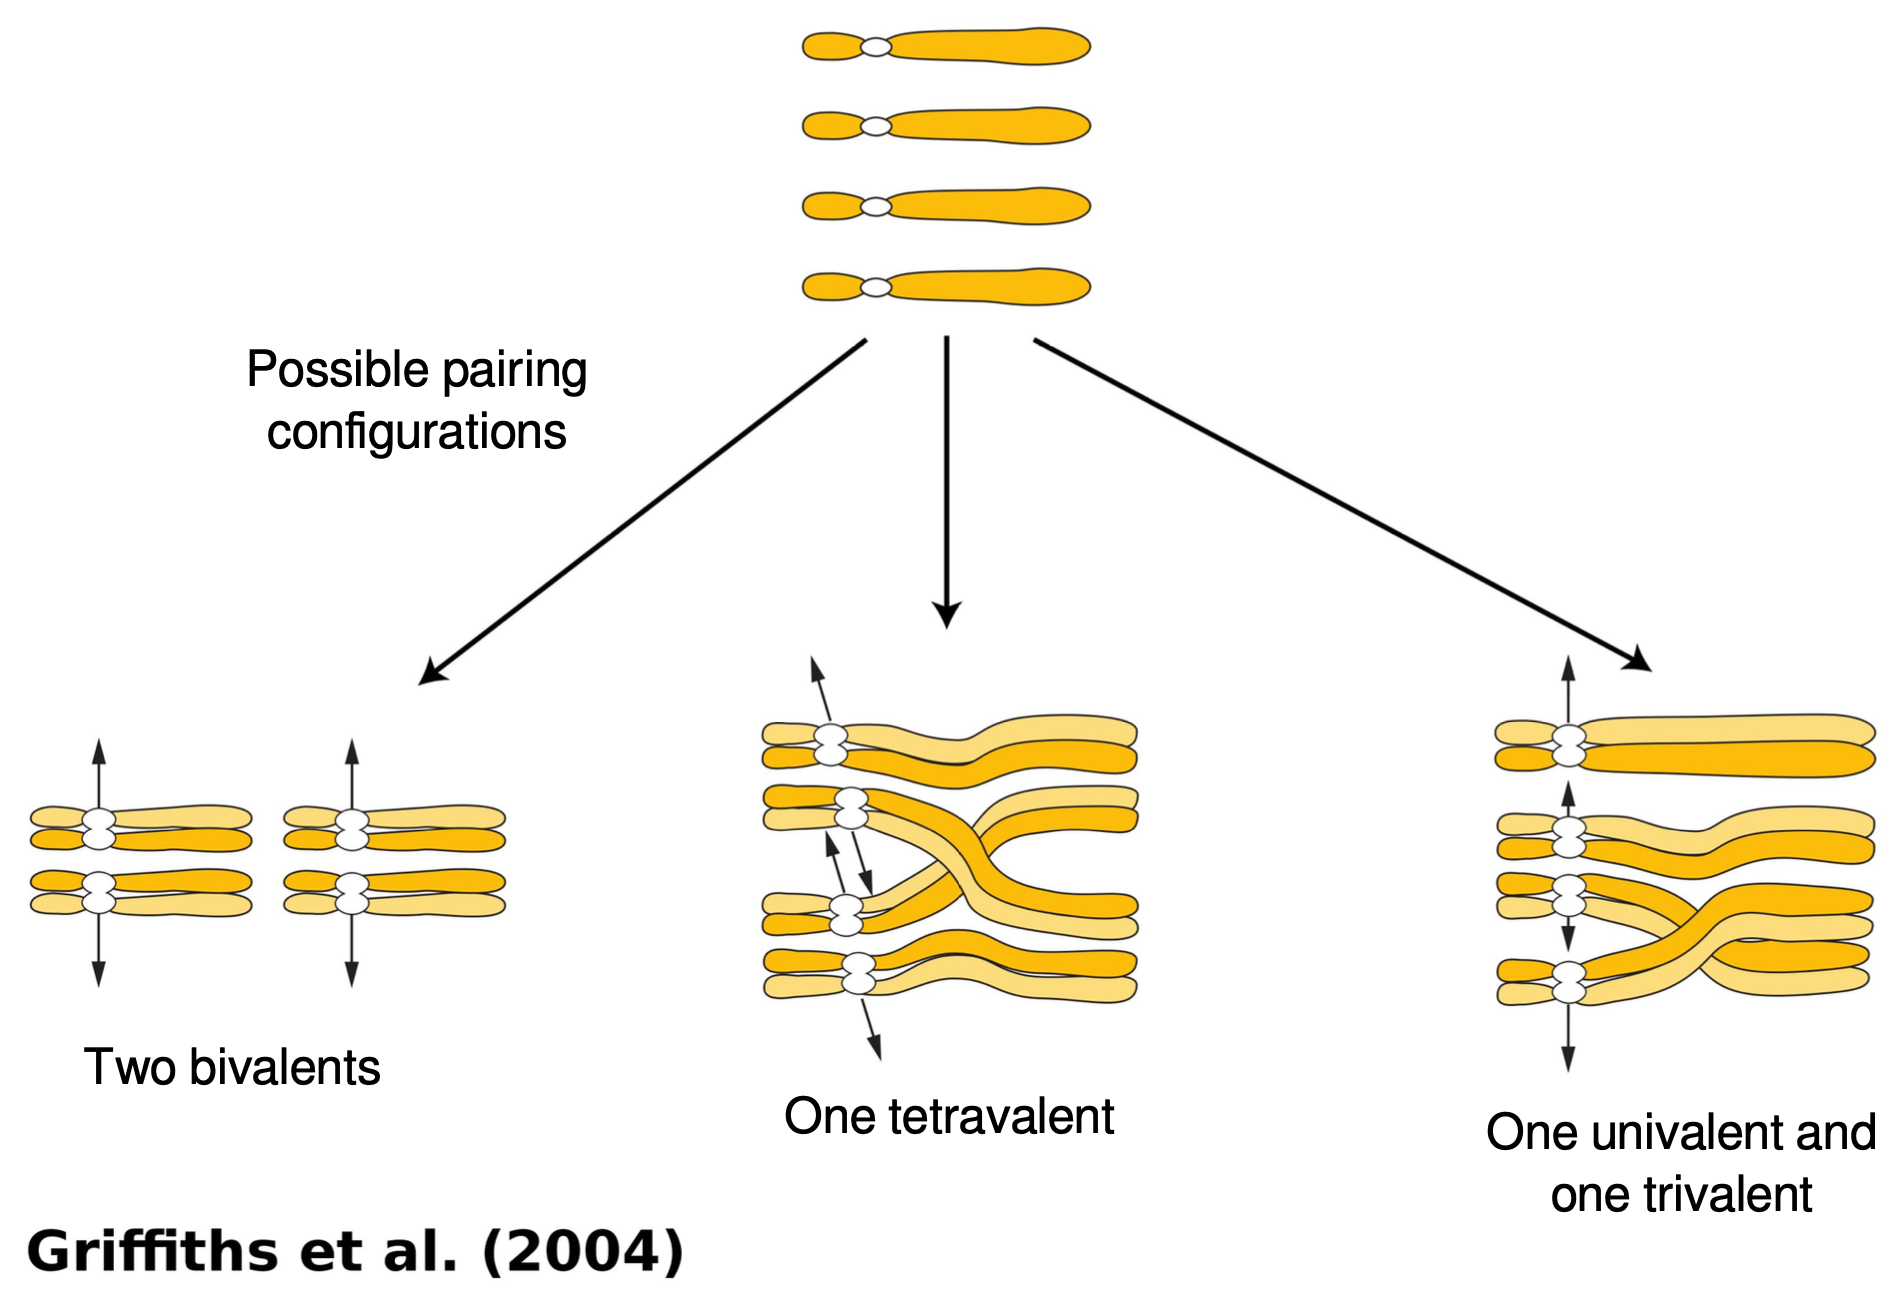 Possible pairing
configurations
Two bivalents
One tetravalent
One univalent and
one trivalent
Griffiths et al. (2004)